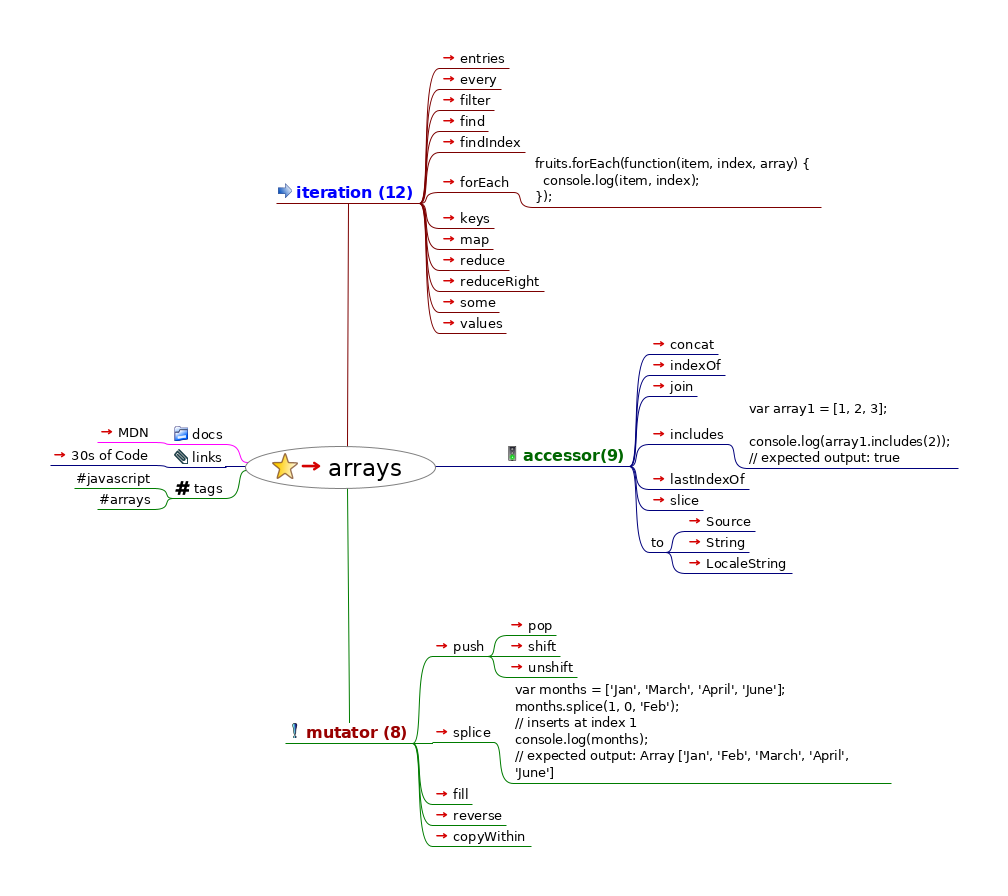 entries
every
filter
find
findIndex
fruits.forEach(function(item, index, array) {
console.log(item, index);
});
forEach
iteration (12)
keys
map
reduce
reduceRight
some
values
concat
indexOf
join
var array1 = [1, 2, 3];
includes
console.log(array1.includes(2));
// expected output: true
accessor(9)
lastIndexOf
slice
to
Source
String
LocaleString
MDN
docs
30s of Code
links
#javascript
#arrays
# tags
arrays
push
pop
shift
unshift
var months = ['Jan', 'March', 'April', 'June'];
months.splice(1, 0, 'Feb');
// inserts at index 1
console.log(months);
// expected output: Array ['Jan', 'Feb', 'March', 'April',
'June']
splice
mutator (8)
fill
reverse
copyWithin